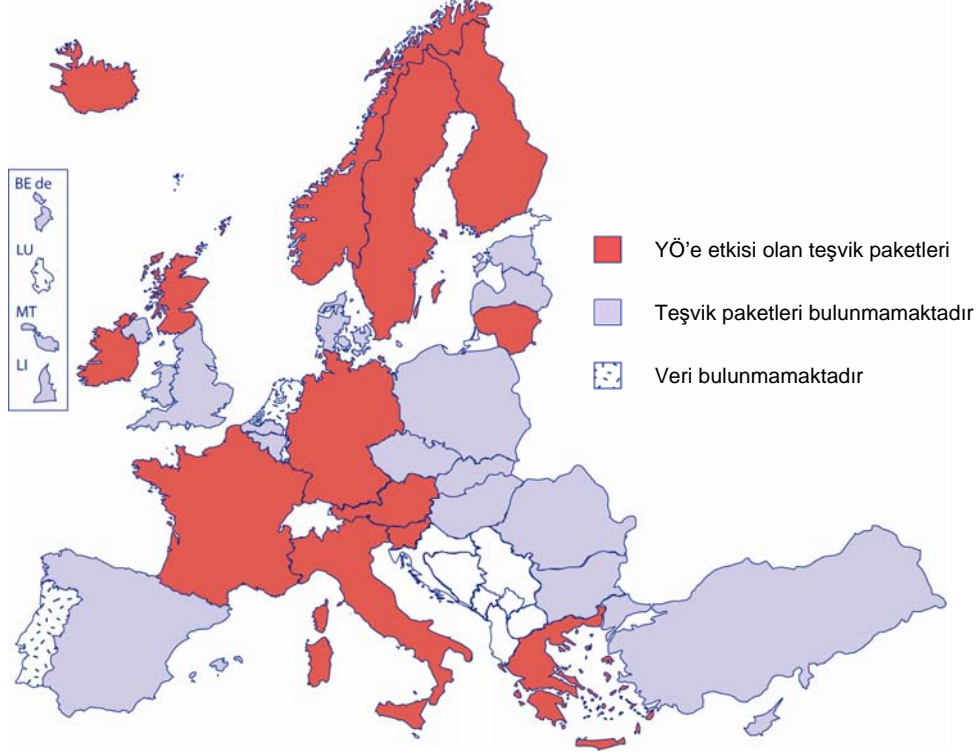 BE de
LU
MT
LI
YÖ'e etkisi olan teşvik paketleri
Teşvik paketleri bulunmamaktadır
Veri bulunmamaktadır